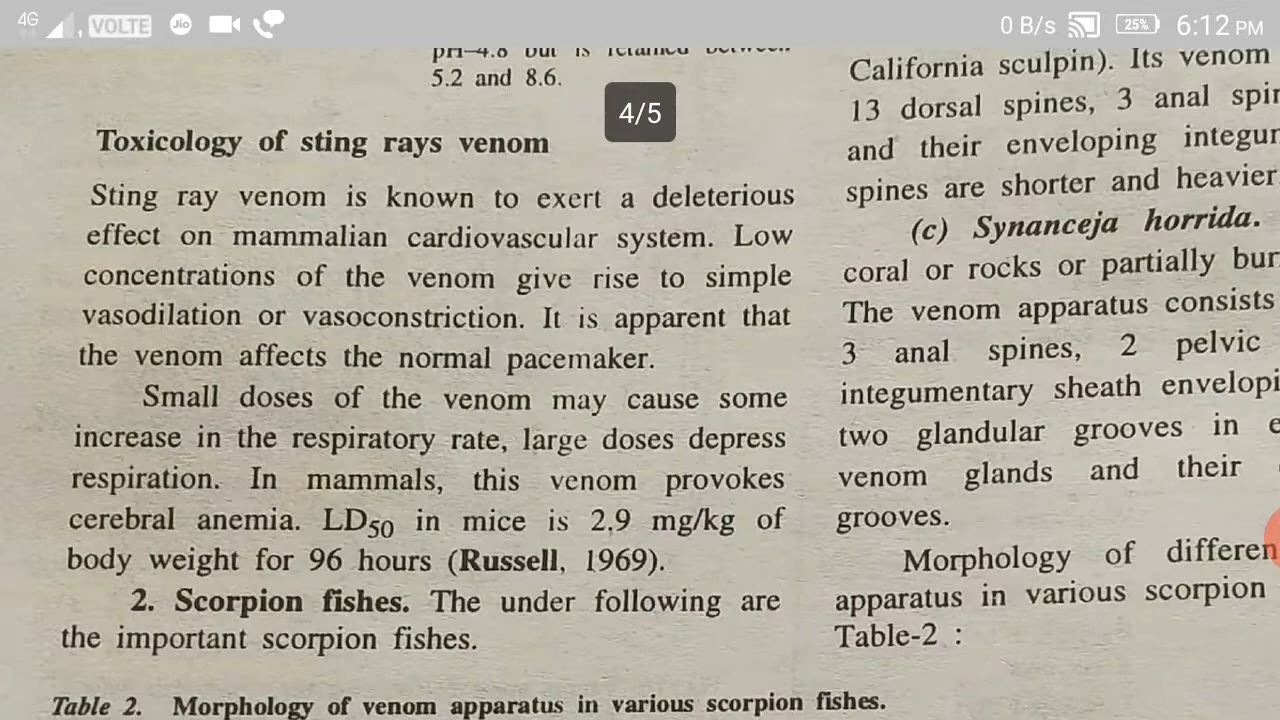 4G VOLTE Jio 0 B/s 25% 6:12 PM
5.2 and 8.6.
4/5
Toxicology of sting rays venom
Sting ray venom is known to exert a deleterious
effect on mammalian cardiovascular system. Low
concentrations of the venom give rise to simple
vasodilation or vasoconstriction. It is apparent that
the venom affects the normal pacemaker.
Small doses of the venom may cause some
increase in the respiratory rate, large doses depress
respiration. In mammals, this venom provokes
cerebral anemia. LD50 in mice is 2.9 mg/kg of
body weight for 96 hours (Russell, 1969).
2. Scorpion fishes. The under following are
the important scorpion fishes.
California sculpin). Its venom
13 dorsal spines, 3 anal
and their enveloping
spines are shorter and heavier
(c) Synanceja horrida.
coral or rocks or partially
The venom apparatus consists
3 anal spines, 2 pelvic
integumentary sheath
two glandular grooves in
venom glands and their
grooves.
Morphology of
apparatus in various scorpion
Table-2 :
Table 2. Morphology of venom apparatus in various scorpion fishes.